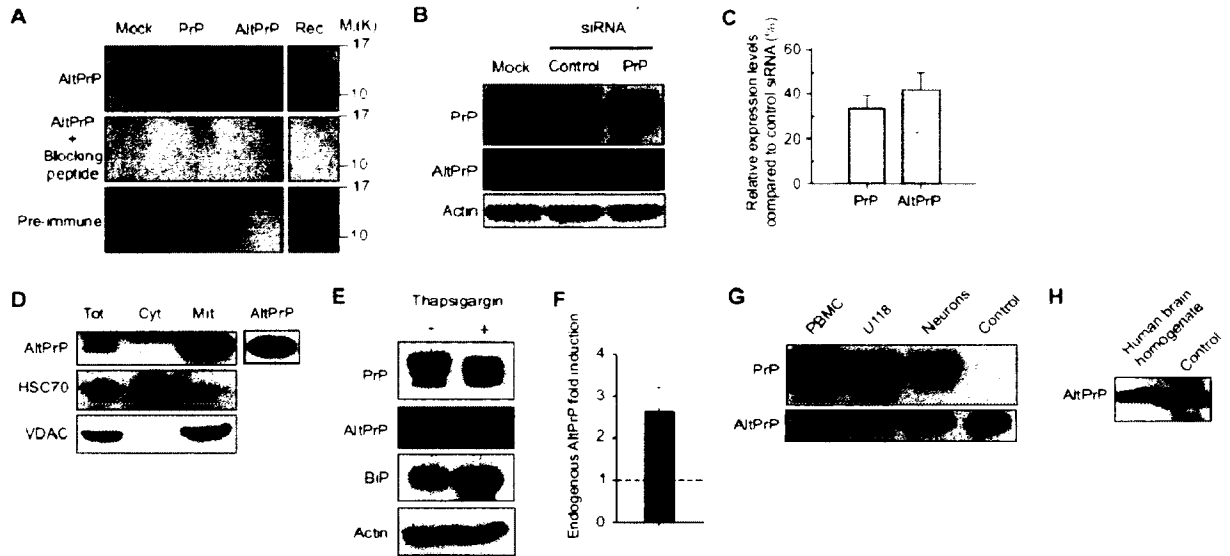 A
Mock PrP AltPrP Rec Mr(K)
AltPrP
17
10
AltPrP
+
Blocking
peptide
17
10
Pre-immune
17
10
B
siRNA
Mock Control PrP
PrP
AltPrP
Actin
C
Relative expression levels
compared to control siRNA (%)
60
40
20
0
PrP AltPrP
D
Tot Cyt Mit AltPrP
AltPrP
HSC70
VDAC
E
Thapsigargin
- +
PrP
AltPrP
BiP
Actin
F
Endogenous AltPrP fold induction
4
3
2
1
0
G
PBMC U118 Neurons Control
PrP
AltPrP
H
Human brain
homogenate
Control
AltPrP